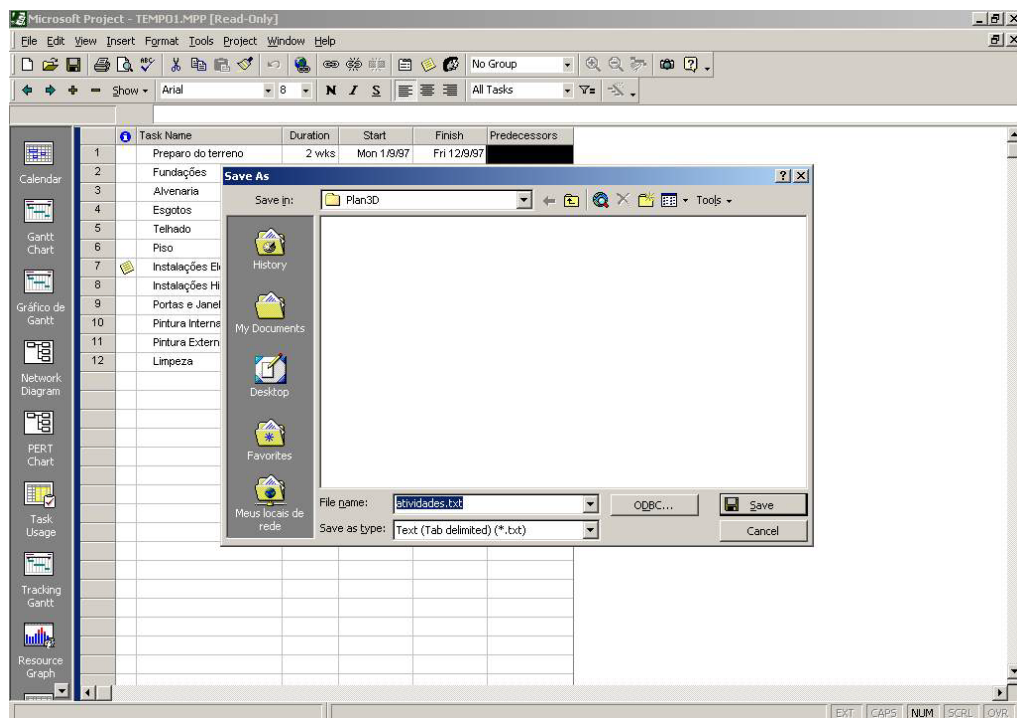 Microsoft Project - TEMPO1.MPP [Read-Only]
File Edit View Insert Format Tools Project Window Help
No Group
Show Arial 8 N I S All Tasks
Task Name Duration Start Finish Predecessors
1 Preparo do terreno 2 wks Mon 1/9/97 Fri 12/9/97
2 Fundações
3 Alvenaria
4 Esgotos
5 Telhado
6 Piso
7 Instalações El
8 Instalações Hi
9 Portas e Janel
10 Pintura Interna
11 Pintura Extern
12 Limpeza
Calendar
Gantt
Chart
Gráfico de
Gantt
Network
Diagram
PERT
Chart
Task
Usage
Tracking
Gantt
Resource
Graph
Save As
Save in: Plan3D Tools
History
My Documents
Desktop
Favorites
Meus locais de
rede
File name: atividades.txt ODBC... Save
Save as type: Text (Tab delimited) (*.txt) Cancel
EXT CAPS NUM SCRL OVR